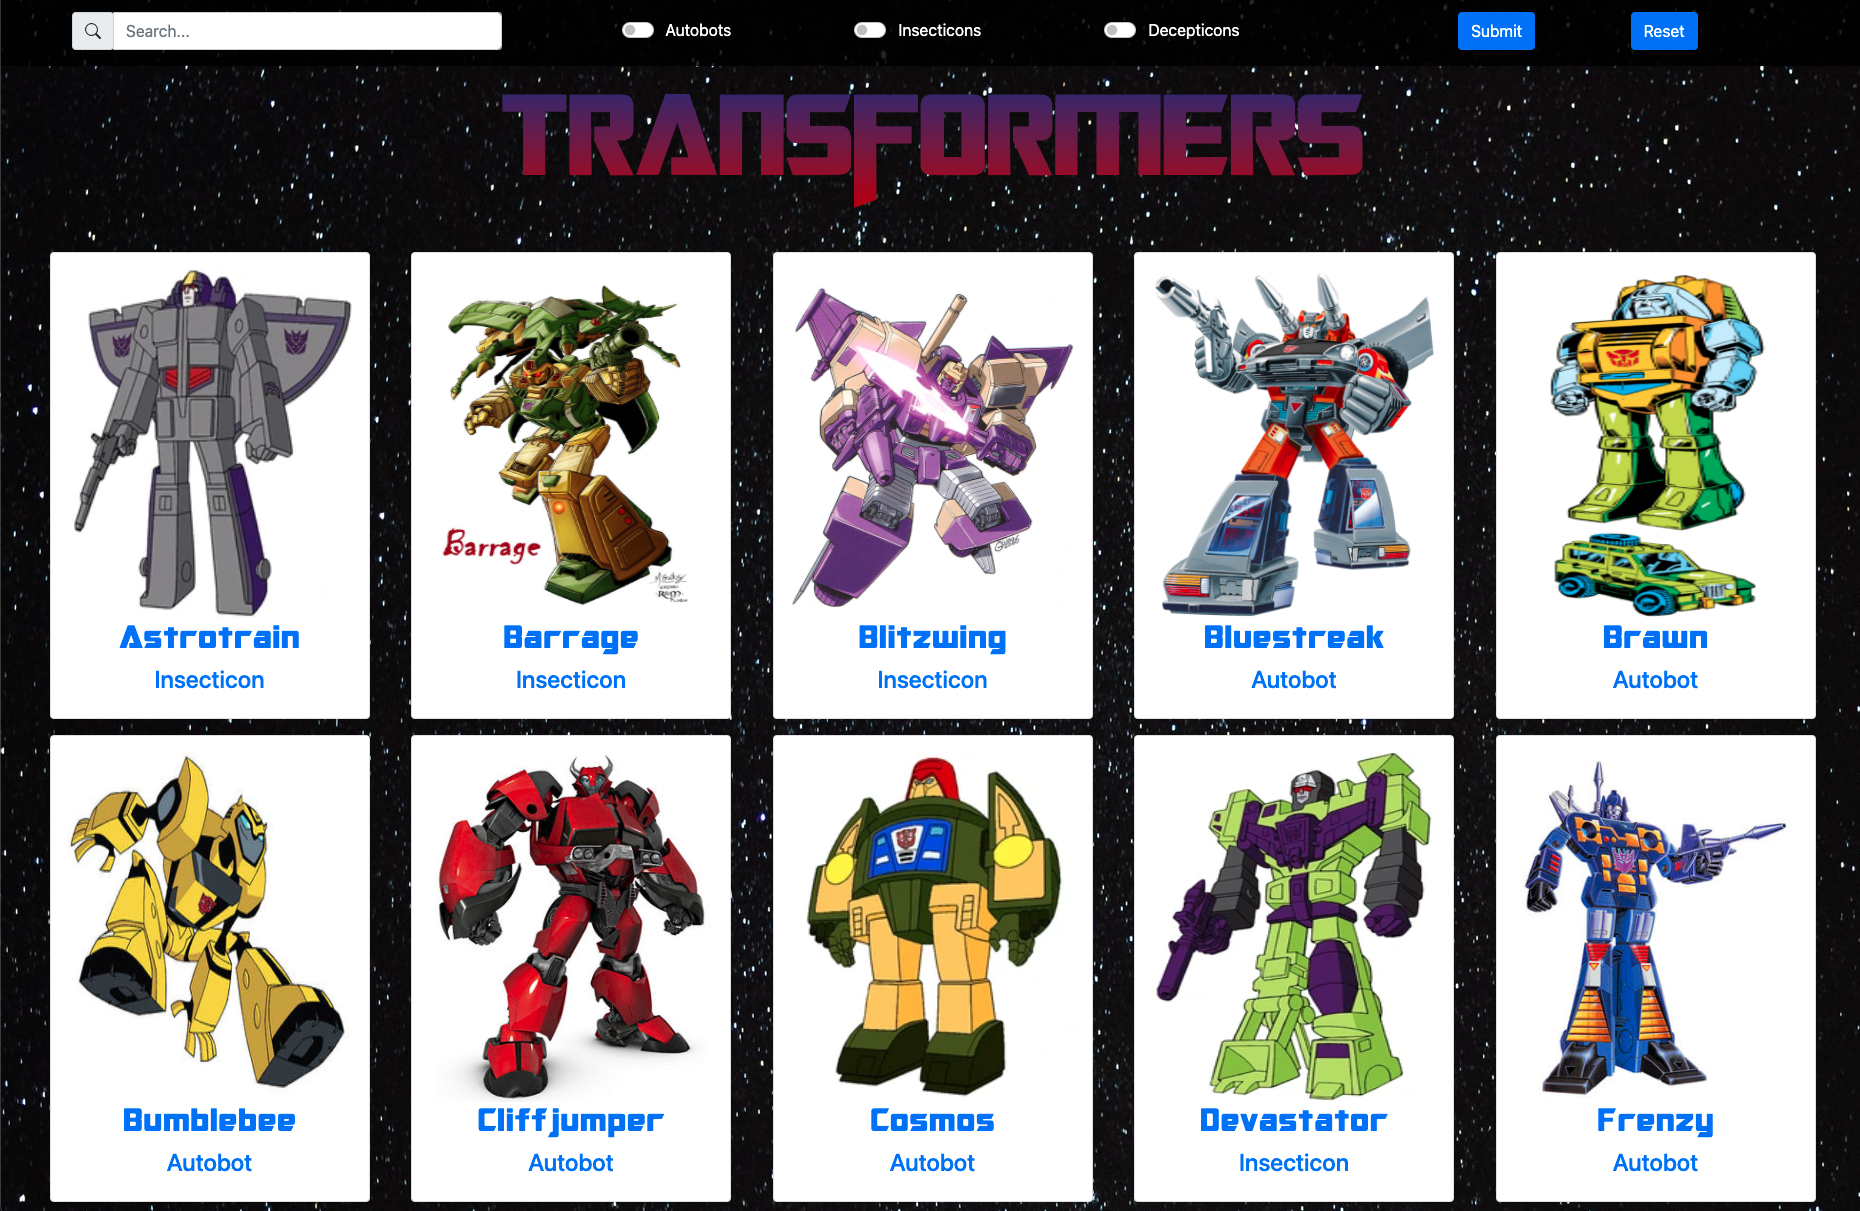 Search...
Autobots
Insecticons
Decepticons
Submit
Reset
TRANSFORMERS
Barrage
Astrotrain
Insecticon
Barrage
Insecticon
Blitzwing
Insecticon
Bluestreak
Autobot
Brawn
Autobot
Bumblebee
Autobot
Cliffjumper
Autobot
Cosmos
Autobot
Devastator
Insecticon
Frenzy
Autobot